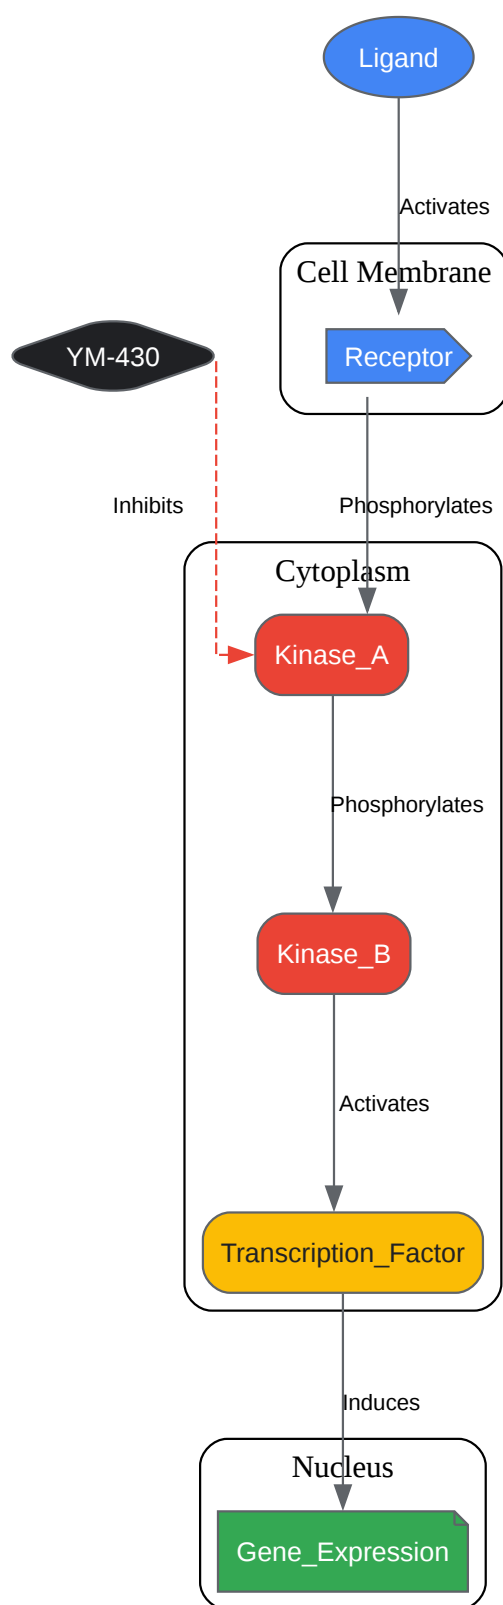 Ligand
Activates
Cell Membrane
YM-430
Receptor
Inhibits
Phosphorylates
Cytoplasm
Kinase_A
Phosphorylates
Kinase_B
Activates
Transcription_Factor
Induces
Nucleus
Gene_Expression